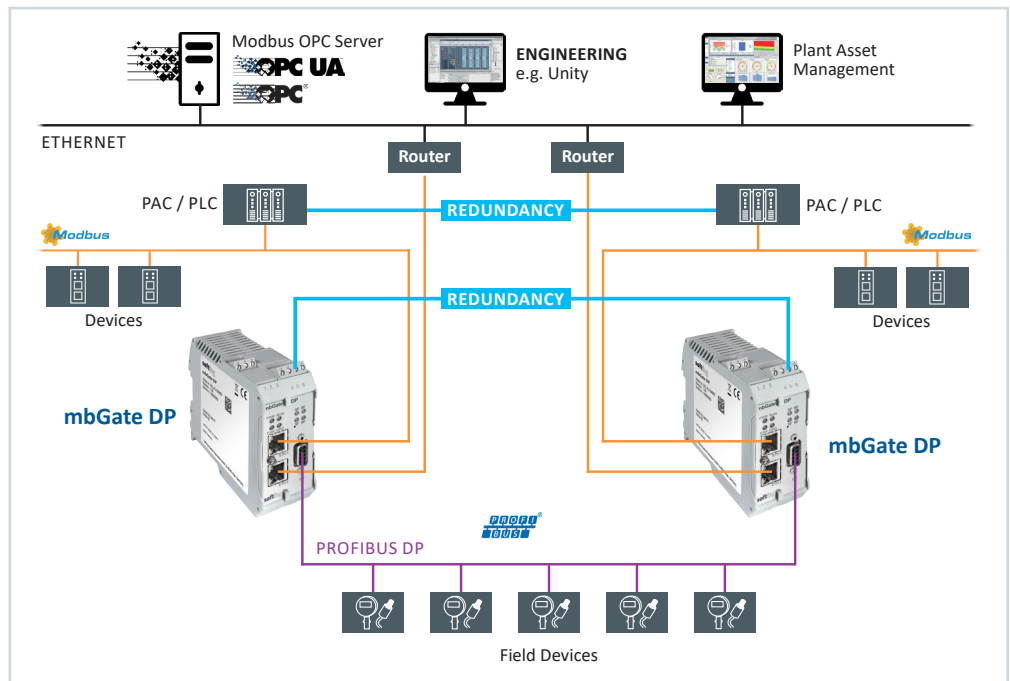 Modbus OPC Server
OPC UA
OPC®
ENGINEERING
e.g. Unity
Plant Asset
Management
ETHERNET
Router
Router
PAC / PLC
REDUNDANCY
PAC / PLC
Modbus
Modbus
Devices
REDUNDANCY
Devices
mbGate DP
mbGate DP
PROFI®
BUS
PROFIBUS DP
Field Devices